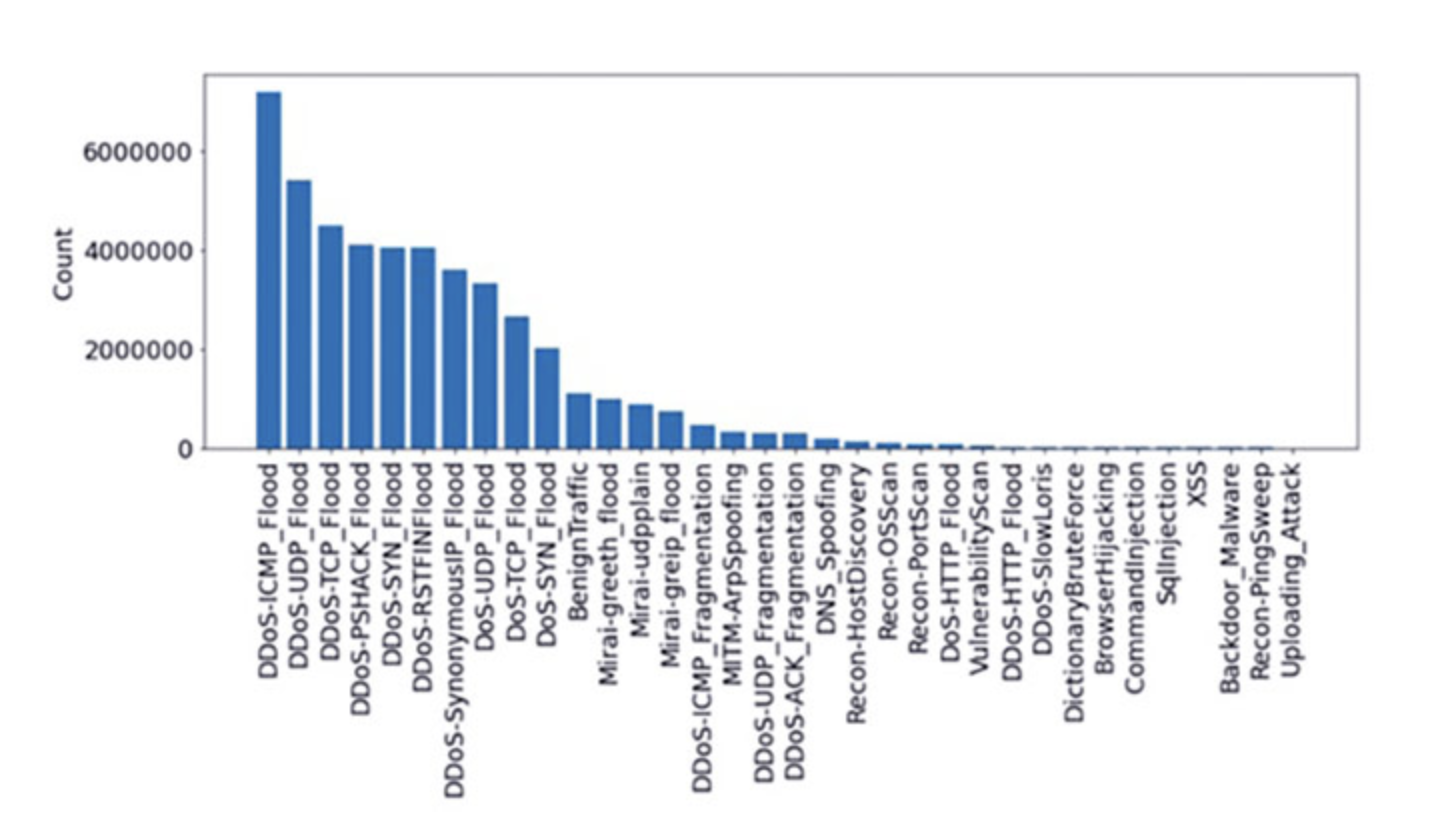 Count
6000000
4000000
2000000
0
DDoS-ICMP_Flood
DDoS-UDP_Flood
DDoS-TCP_Flood
DDoS-PSHACK_Flood
DDoS-SYN_Flood
DDoS-RSTFINFlood
DDoS-SynonymousIP_Flood
DoS-UDP_Flood
DoS-TCP_Flood
DoS-SYN_Flood
BenignTraffic
Mirai-greeth_flood
Mirai-udpplain
Mirai-greip_flood
DDoS-ICMP_Fragmentation
MITM-ArpSpoofing
DDoS-UDP_Fragmentation
DDoS-ACK_Fragmentation
DNS_Spoofing
Recon-HostDiscovery
Recon-OSScan
Recon-PortScan
DoS-HTTP_Flood
VulnerabilityScan
DDoS-HTTP_Flood
DDoS-SlowLoris
DictionaryBruteForce
BrowserHijacking
CommandInjection
SqlInjection
XSS
Backdoor_Malware
Recon-PingSweep
Uploading_Attack